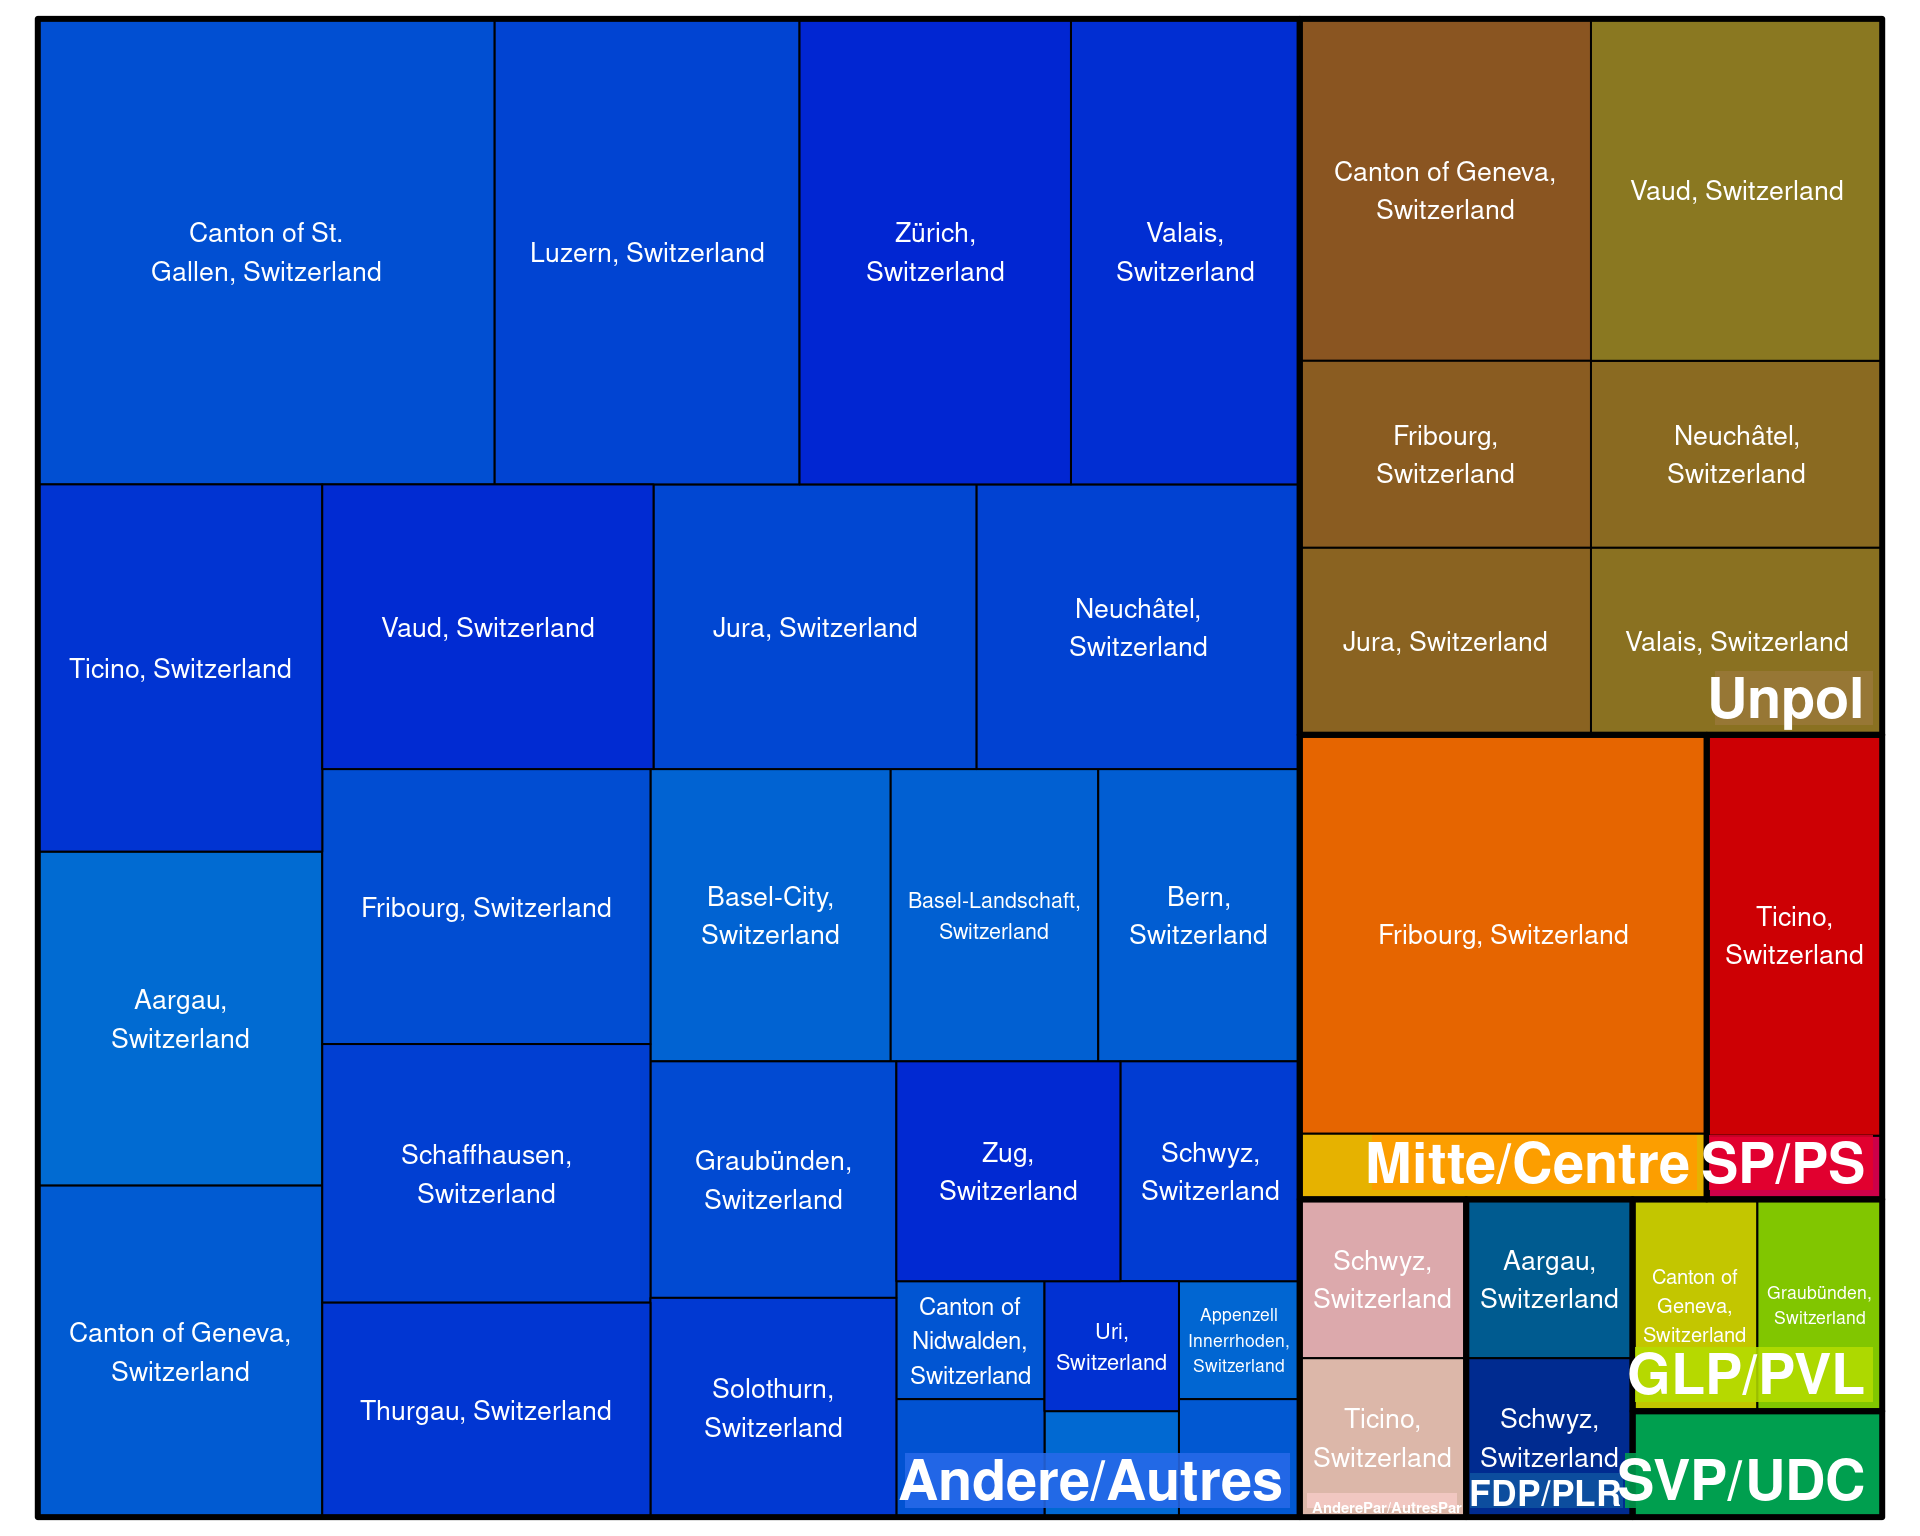 Canton of St.
Gallen, Switzerland
Luzern, Switzerland
Zürich,
Switzerland
Valais,
Switzerland
Ticino, Switzerland
Vaud, Switzerland
Jura, Switzerland
Neuchâtel,
Switzerland
Aargau,
Switzerland
Fribourg, Switzerland
Basel-City,
Switzerland
Basel-Landschaft,
Switzerland
Bern,
Switzerland
Canton of Geneva,
Switzerland
Schaffhausen,
Switzerland
Thurgau, Switzerland
Graubünden,
Switzerland
Solothurn,
Switzerland
Zug,
Switzerland
Schwyz,
Switzerland
Canton of
Nidwalden,
Switzerland
Uri,
Switzerland
Appenzell
Innerrhoden,
Switzerland
Andere/Autres
Canton of Geneva,
Switzerland
Vaud, Switzerland
Fribourg,
Switzerland
Neuchâtel,
Switzerland
Jura, Switzerland
Valais, Switzerland
Unpol
Fribourg, Switzerland
Mitte/Centre
Ticino,
Switzerland
SP/PS
Schwyz,
Switzerland
Ticino,
Switzerland
AnderePar/AutresPar
Aargau,
Switzerland
Schwyz,
Switzerland
FDP/PLR
Canton of
Geneva,
Switzerland
Graubünden,
Switzerland
GLP/PVL
SVP/UDC